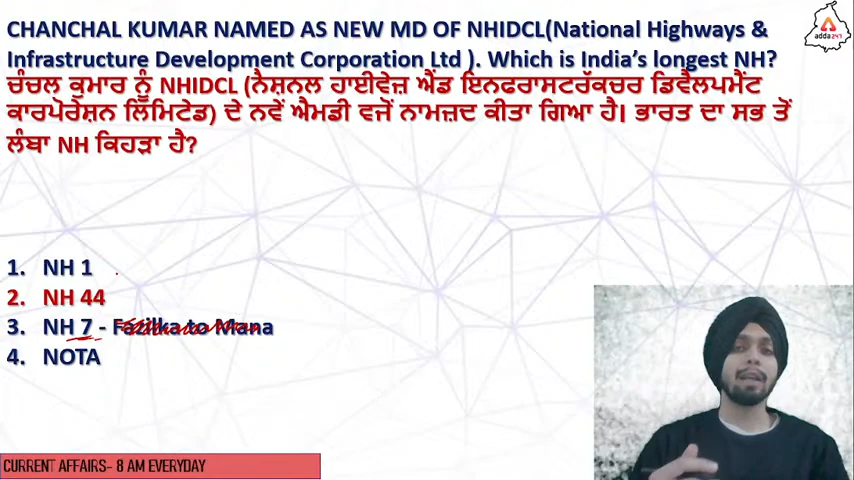 CHANCHAL KUMAR NAMED AS NEW MD OF NHIDCL(National Highways &
Infrastructure Development Corporation Ltd ). Which is India's longest NH?
ਚੰਚਲ ਕੁਮਾਰ ਨੂੰ NHIDCL (ਨੈਸ਼ਨਲ ਹਾਈਵੇਜ਼ ਐਂਡ ਇਨਫਰਾਸਟਰੱਕਚਰ ਡਿਵੈਲਪਮੈਂਟ
ਕਾਰਪੋਰੇਸ਼ਨ ਲਿਮਿਟੇਡ) ਦੇ ਨਵੇਂ ਐਮਡੀ ਵਜੋਂ ਨਾਮਜ਼ਦ ਕੀਤਾ ਗਿਆ ਹੈ। ਭਾਰਤ ਦਾ ਸਭ ਤੋਂ
ਲੰਬਾ NH ਕਿਹੜਾ ਹੈ?
1. NH 1
2. NH 44
3. NH 7 - Fazilka to Mana
4. NOTA
CURRENT AFFAIRS- 8 AM EVERYDAY
adda247